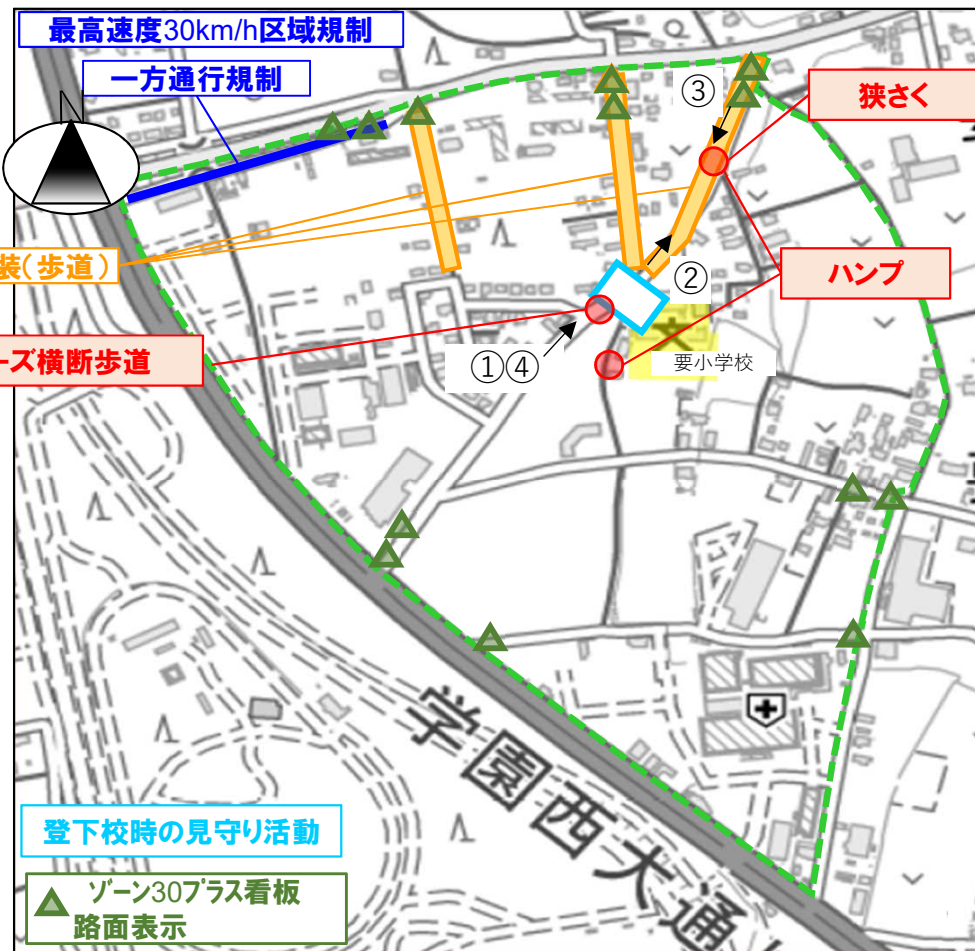 最高速度30km/h区域規制
一方通行規制
③
狭さく
装(歩道)
ハンプ
②
ーズ横断歩道
①④
文
要小学校
学園西大通
登下校時の見守り活動
ゾーン30プラス看板
路面表示